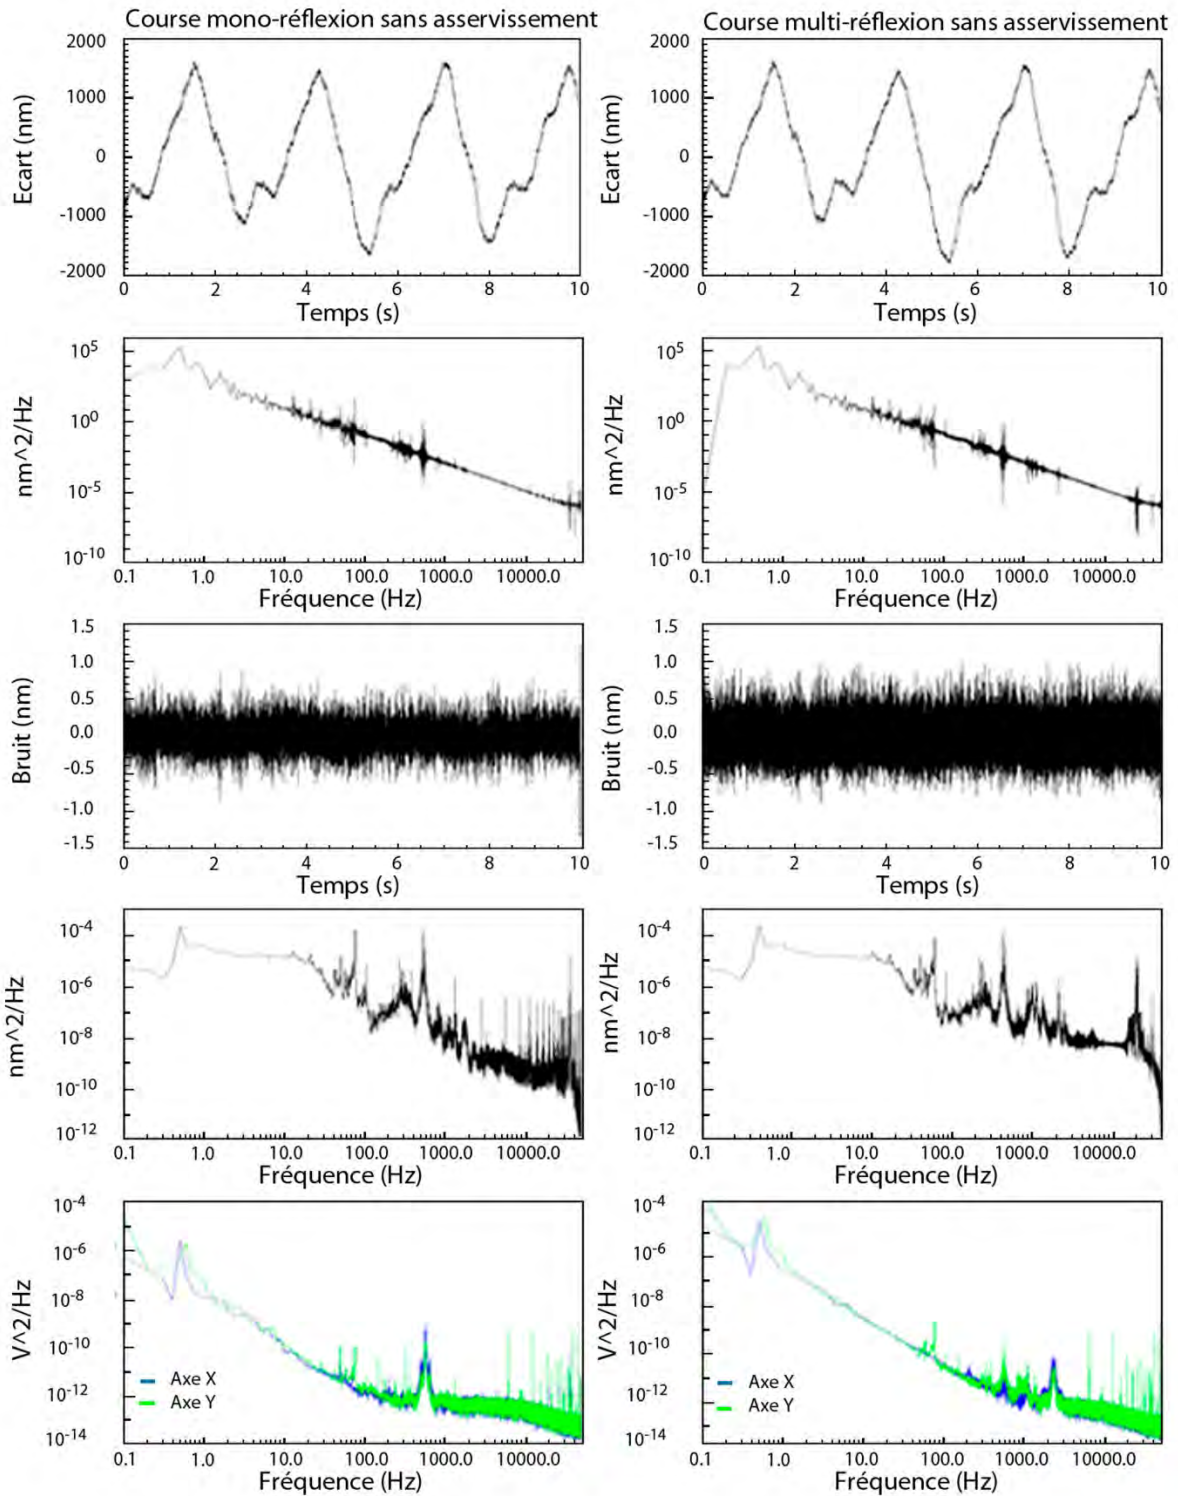 Course mono-réflexion sans asservissement
Course multi-réflexion sans asservissement
Ecart (nm)
2000
1000
0
-1000
-2000
0 2 4 6 8 10
Temps (s)
Ecart (nm)
2000
1000
0
-1000
-2000
0 2 4 6 8 10
Temps (s)
nm^2/Hz
10^5
10^0
10^-5
10^-10
0.1 1.0 10.0 100.0 1000.0 10000.0
Fréquence (Hz)
nm^2/Hz
10^5
10^0
10^-5
10^-10
0.1 1.0 10.0 100.0 1000.0 10000.0
Fréquence (Hz)
Bruit (nm)
1.5
1.0
0.5
0.0
-0.5
-1.0
-1.5
0 2 4 6 8 10
Temps (s)
Bruit (nm)
1.5
1.0
0.5
0.0
-0.5
-1.0
-1.5
0 2 4 6 8 10
Temps (s)
nm^2/Hz
10^-4
10^-6
10^-8
10^-10
10^-12
0.1 1.0 10.0 100.0 1000.0 10000.0
Fréquence (Hz)
nm^2/Hz
10^-4
10^-6
10^-8
10^-10
10^-12
0.1 1.0 10.0 100.0 1000.0 10000.0
Fréquence (Hz)
V^2/Hz
10^-4
10^-6
10^-8
10^-10
10^-12
10^-14
Axe X
Axe Y
0.1 1.0 10.0 100.0 1000.0 10000.0
Fréquence (Hz)
V^2/Hz
10^-4
10^-6
10^-8
10^-10
10^-12
10^-14
Axe X
Axe Y
0.1 1.0 10.0 100.0 1000.0 10000.0
Fréquence (Hz)